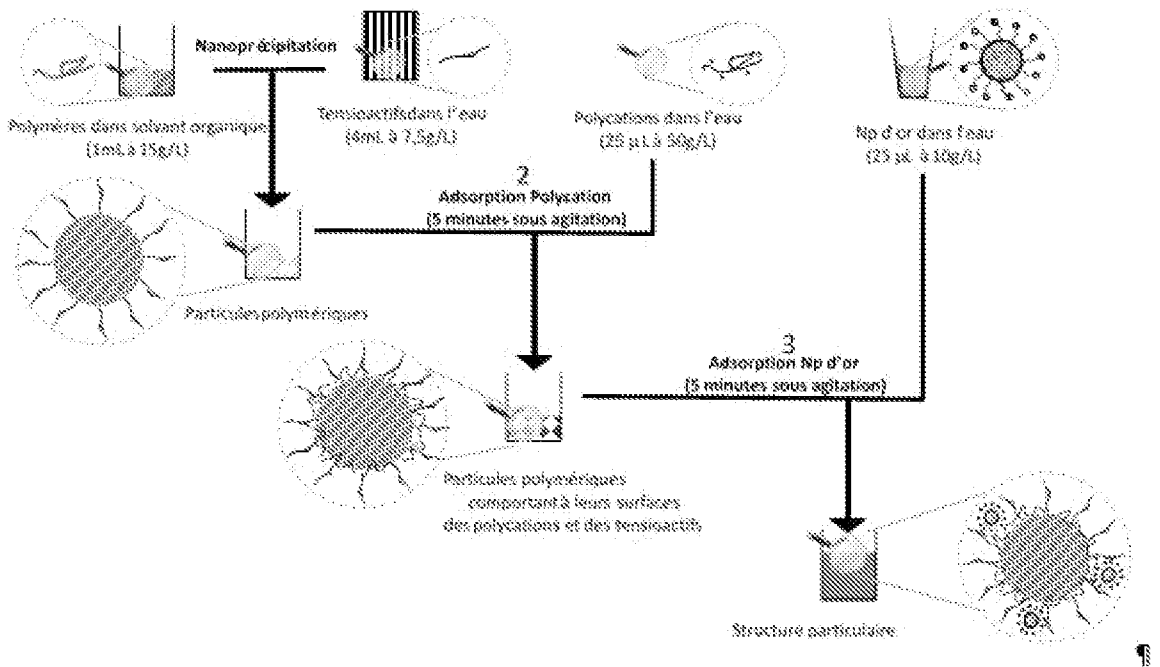 Nanoprécipitation
Polymères dans solvant organique
(1mL à 15g/L)
Tensioactifs dans l'eau
(4mL à 7,5g/L)
Polycations dans l'eau
(25 µL à 50g/L)
Np d'or dans l'eau
(25 µL à 10g/L)
2
Adsorption Polycation
(5 minutes sous agitation)
Particules polymériques
3
Adsorption Np d'or
(5 minutes sous agitation)
Particules polymériques
comportant à leurs surfaces
des polycations et des tensioactifs
Structure particulaire
¶